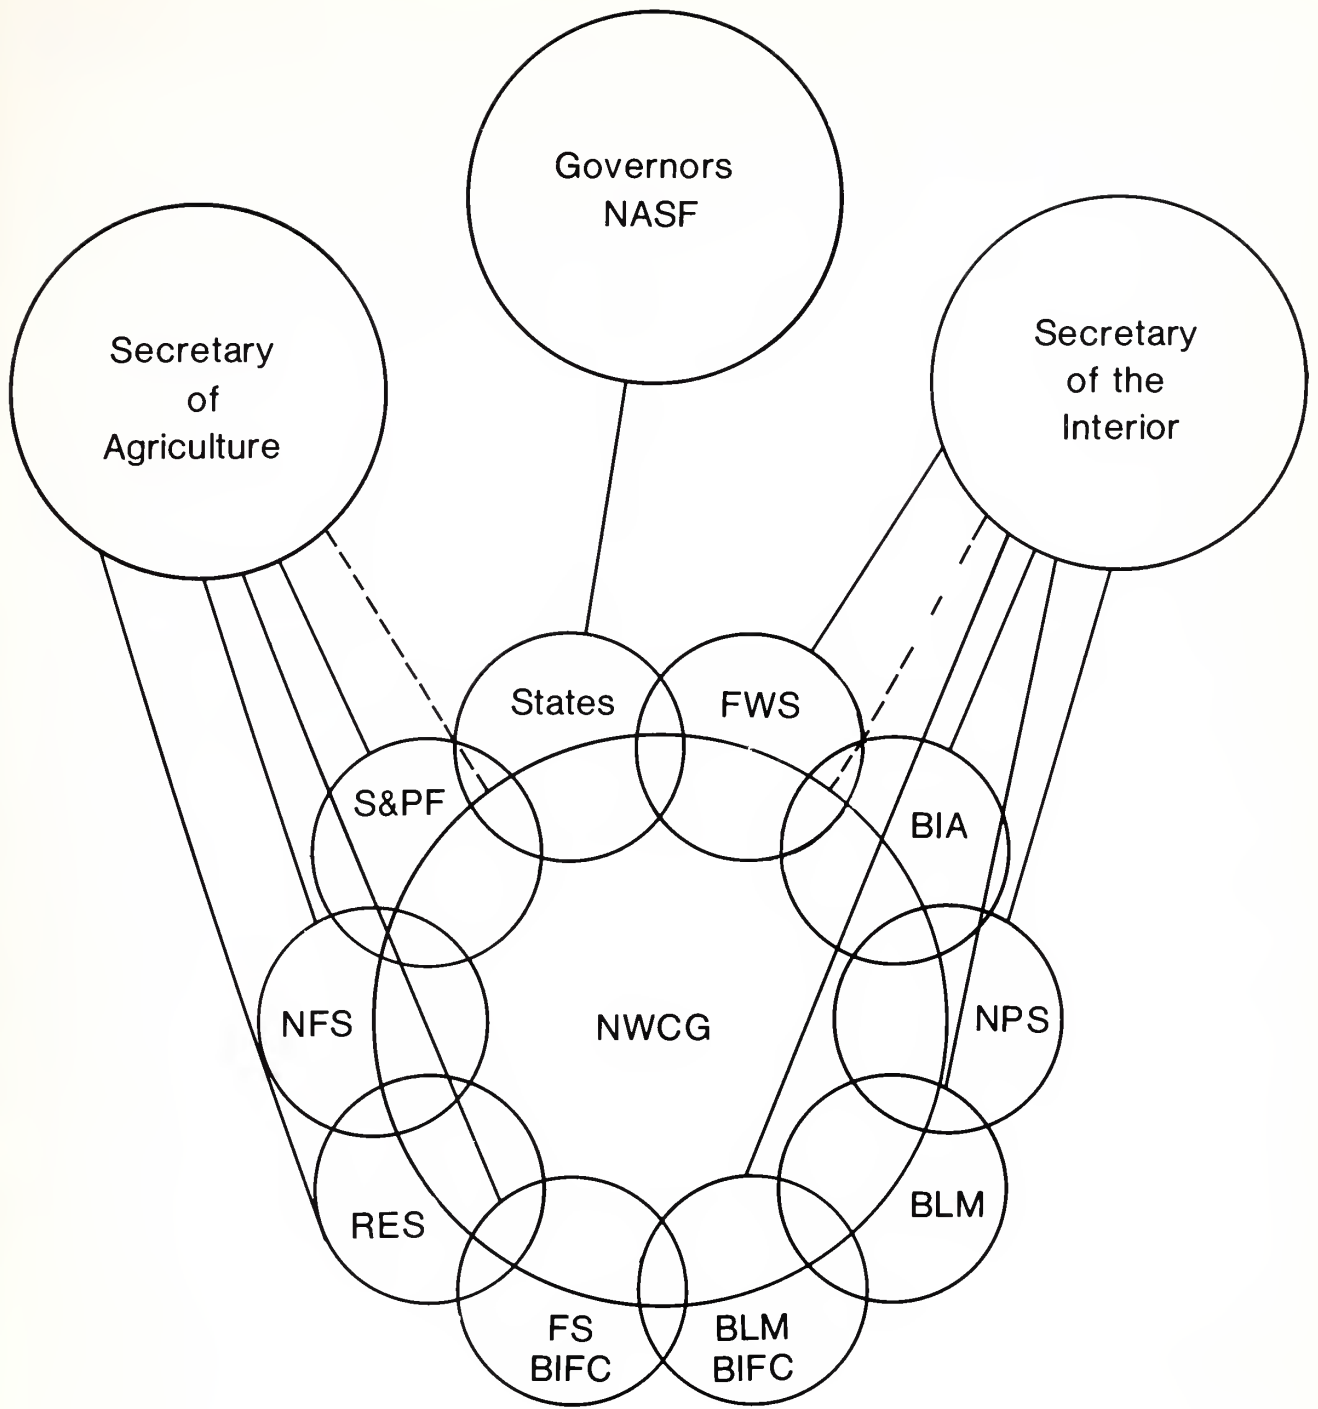 Governors
NASF
Secretary
of
Agriculture
Secretary
of the
Interior
States
FWS
S&PF
BIA
NFS
NWCG
NPS
RES
BLM
FS
BIFC
BLM
BIFC